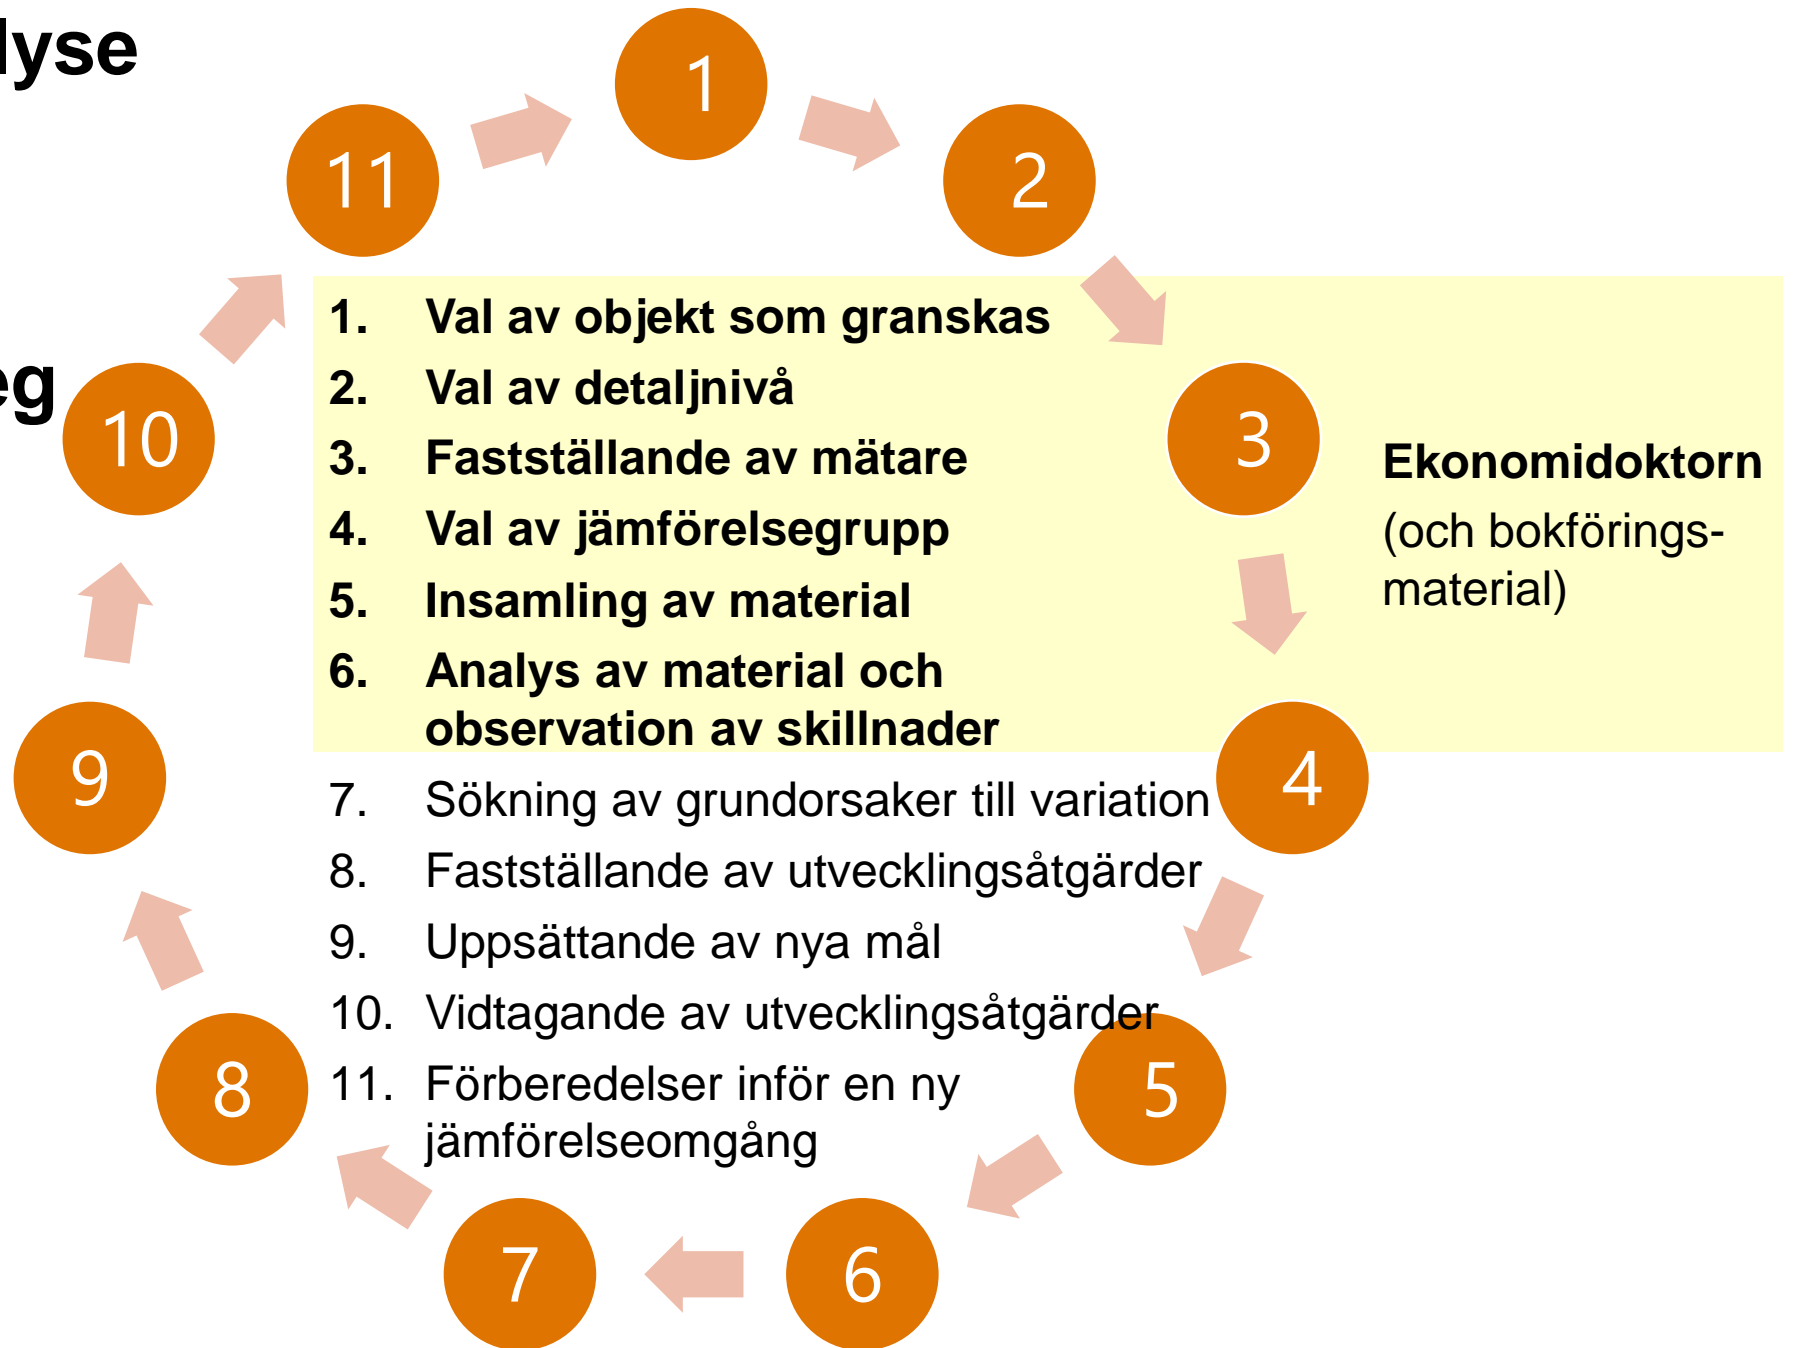 lyse
eg
1
2
3
4
5
6
7
8
9
10
11
1. Val av objekt som granskas
2. Val av detaljnivå
3. Fastställande av mätare
4. Val av jämförelsegrupp
5. Insamling av material
6. Analys av material och
observation av skillnader
7. Sökning av grundorsaker till variation
8. Fastställande av utvecklingsåtgärder
9. Uppsättande av nya mål
10. Vidtagande av utvecklingsåtgärder
11. Förberedelser inför en ny
jämförelseomgång
Ekonomidoktorn
(och bokförings-
material)